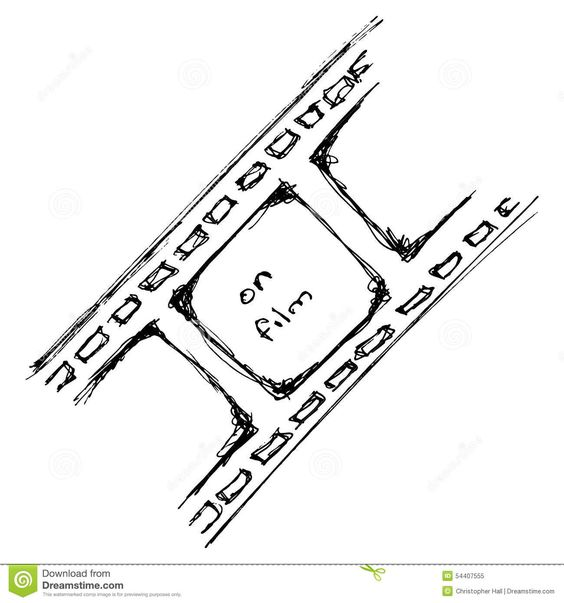 on
film
Download from
Dreamstime.com
This watermarked comp image is for previewing purposes only.
54407555
© Christopher Hall | Dreamstime.com